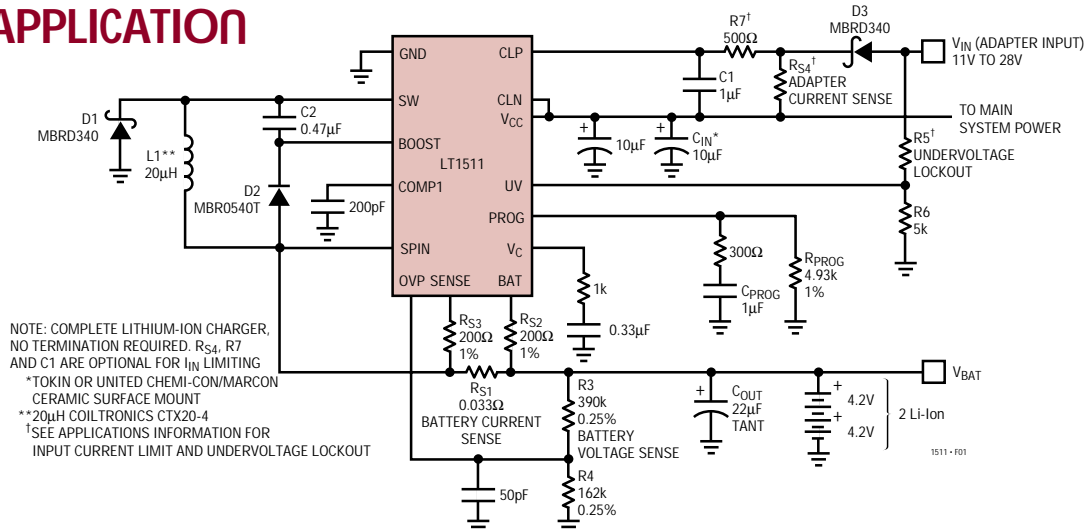 APPLICATION
D3
MBRD340
R7†
500Ω
VIN (ADAPTER INPUT)
11V TO 28V
GND
CLP
RS4†
ADAPTER
CURRENT SENSE
C1
1µF
SW
CLN
VCC
TO MAIN
SYSTEM POWER
D1
MBRD340
C2
0.47µF
+
10µF
+
CIN*
10µF
R5†
UNDERVOLTAGE
LOCKOUT
BOOST
LT1511
L1**
20µH
D2
MBR0540T
COMP1
UV
200pF
PROG
R6
5k
SPIN
VC
300Ω
RPROG
4.93k
1%
CPROG
1µF
OVP SENSE
BAT
1k
0.33µF
RS3
200Ω
1%
RS2
200Ω
1%
NOTE: COMPLETE LITHIUM-ION CHARGER,
NO TERMINATION REQUIRED. RS4, R7
AND C1 ARE OPTIONAL FOR IIN LIMITING
*TOKIN OR UNITED CHEMI-CON/MARCON
CERAMIC SURFACE MOUNT
**20µH COILTRONICS CTX20-4
†SEE APPLICATIONS INFORMATION FOR
INPUT CURRENT LIMIT AND UNDERVOLTAGE LOCKOUT
RS1
0.033Ω
BATTERY CURRENT
SENSE
R3
390k
0.25%
BATTERY
VOLTAGE SENSE
+
COUT
22µF
TANT
VBAT
+
4.2V
+
4.2V
2 Li-Ion
1511 • F01
50pF
R4
162k
0.25%